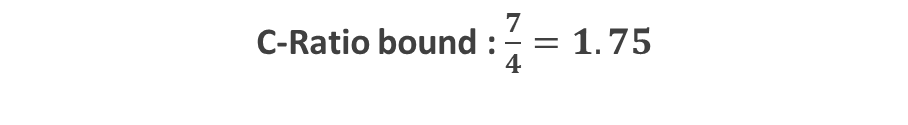 C-Ratio bound : 7/4 = 1.75